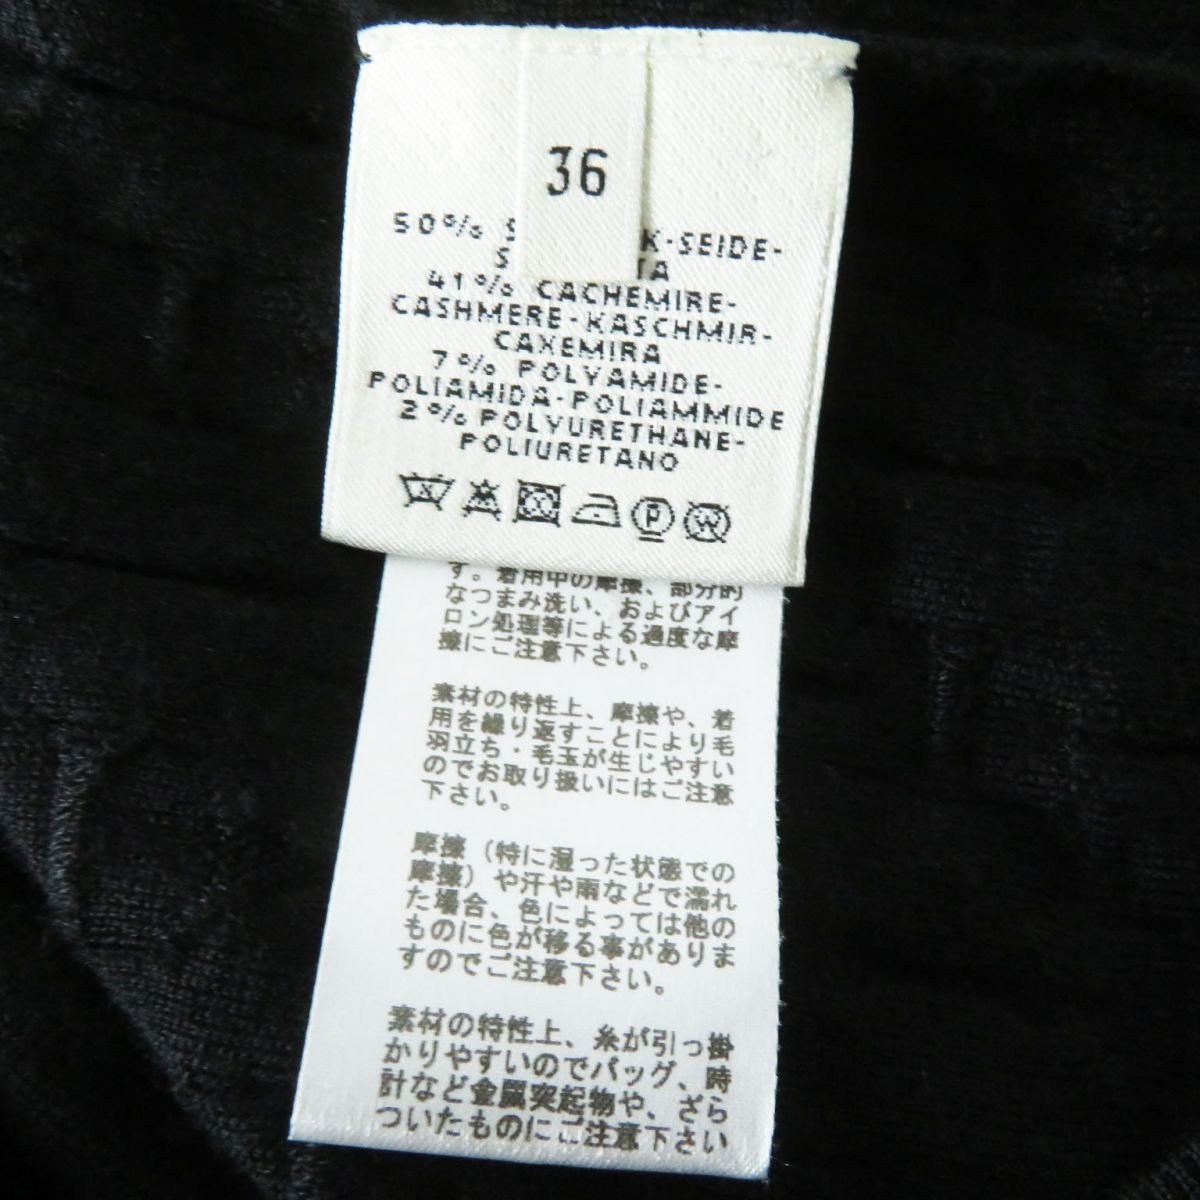 36
50% S K-SEIDE-
S TA
41% CACHEMIRE-
CASHMERE-KASCHMIR-
CAXEMIRA
7% POLYAMIDE-
POLIAMIDA-POLIAMMIDE
2% POLYURETHANE-
POLIURETANO
P W
す。着用中の摩擦、部分的
なつまみ洗い、およびアイ
ロン処理等による過度な摩
擦にご注意下さい。
素材の特性上、摩擦や、着
用を繰り返すことにより毛
羽立ち・毛玉が生じやすい
のでお取り扱いにはご注意
下さい。
摩擦（特に湿った状態での
摩擦）や汗や雨などで濡れ
た場合、色によっては他の
ものに色が移る事がありま
すのでご注意下さい。
素材の特性上、糸が引っ掛
かりやすいのでバッグ、時
計など金属突起物や、ざら
ついたものにご注意下さい